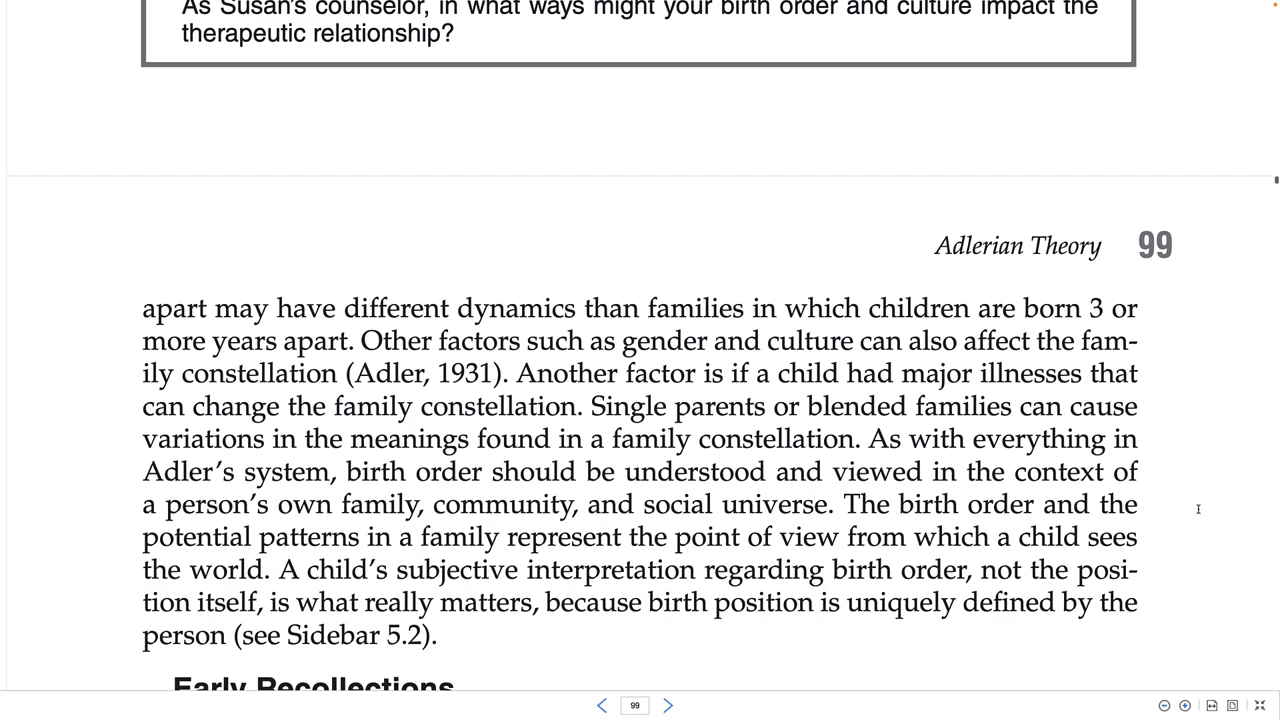 As Susan's counselor, in what ways might your birth order and culture impact the
therapeutic relationship?
Adlerian Theory 99
apart may have different dynamics than families in which children are born 3 or
more years apart. Other factors such as gender and culture can also affect the fam-
ily constellation (Adler, 1931). Another factor is if a child had major illnesses that
can change the family constellation. Single parents or blended families can cause
variations in the meanings found in a family constellation. As with everything in
Adler's system, birth order should be understood and viewed in the context of
a person's own family, community, and social universe. The birth order and the
potential patterns in a family represent the point of view from which a child sees
the world. A child's subjective interpretation regarding birth order, not the posi-
tion itself, is what really matters, because birth position is uniquely defined by the
person (see Sidebar 5.2).
Early Recollections
99